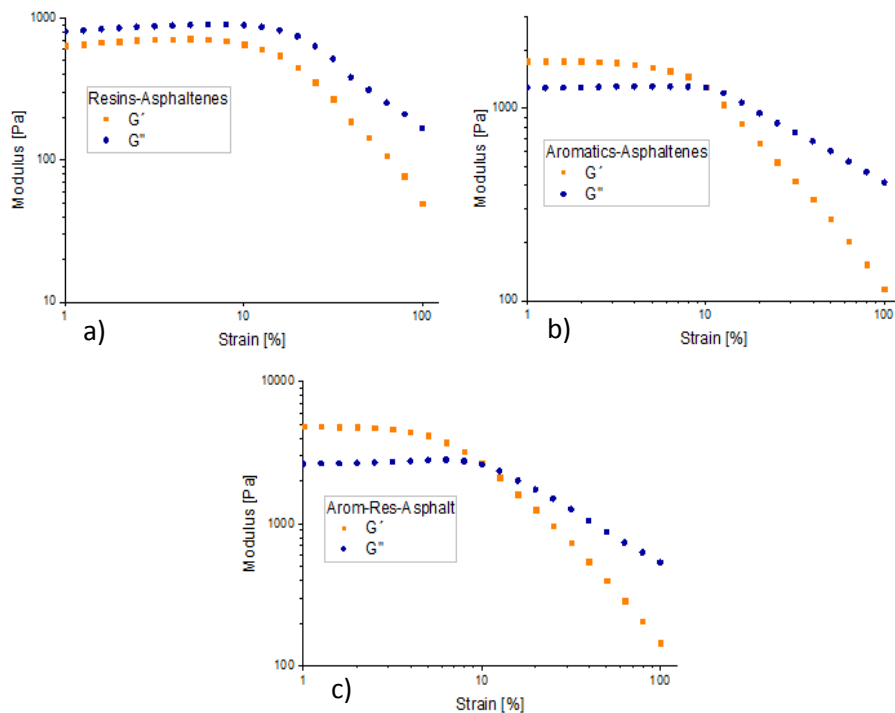 1000
100
10
Modulus [Pa]
Resins-Asphaltenes
G´
G"
1
10
100
Strain [%]
a)
1000
100
Modulus [Pa]
Aromatics-Asphaltenes
G´
G"
1
10
100
Strain [%]
b)
10000
1000
100
Modulus [Pa]
Arom-Res-Asphalt
G´
G"
1
10
100
Strain [%]
c)